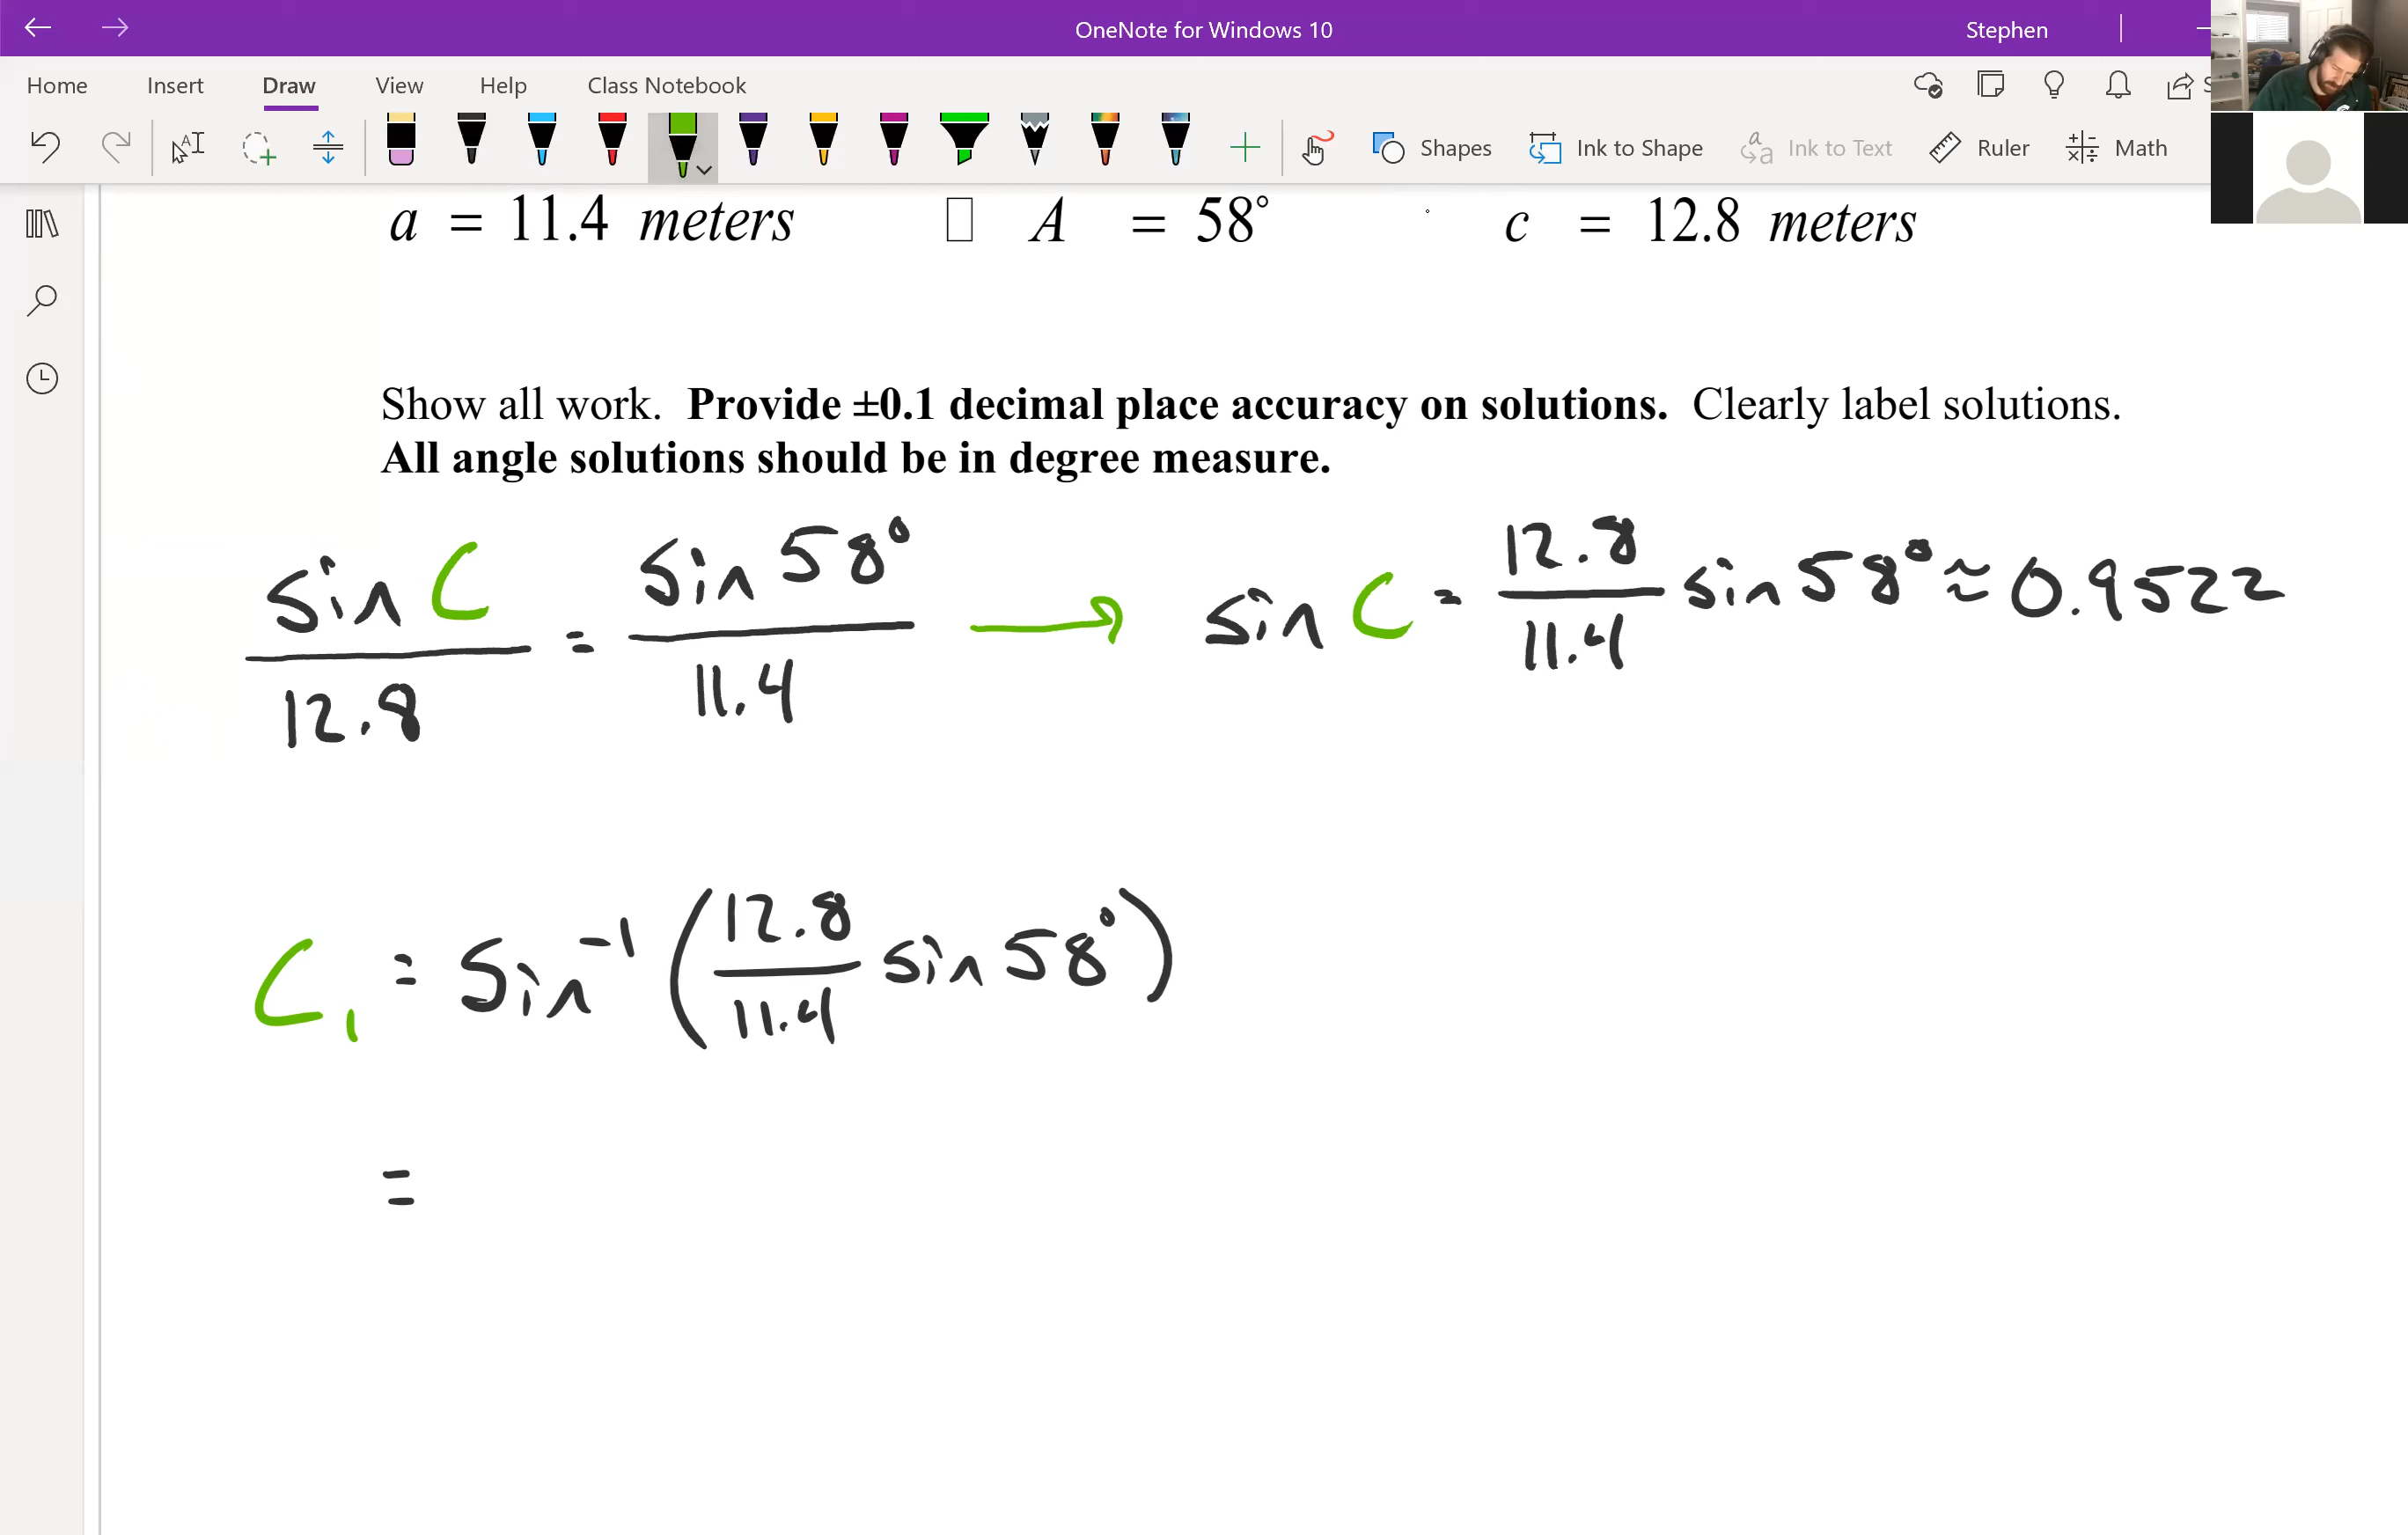 OneNote for Windows 10 Stephen
Home Insert Draw View Help Class Notebook
Shapes Ink to Shape Ink to Text Ruler Math
a = 11.4 meters □ A = 58° c = 12.8 meters
Show all work. Provide ±0.1 decimal place accuracy on solutions. Clearly label solutions.
All angle solutions should be in degree measure.
sin C / 12.8 = sin 58° / 11.4 → sin C = 12.8 / 11.4 sin 58° ≈ 0.9522
C₁ = sin⁻¹ (12.8 / 11.4 sin 58°)
=